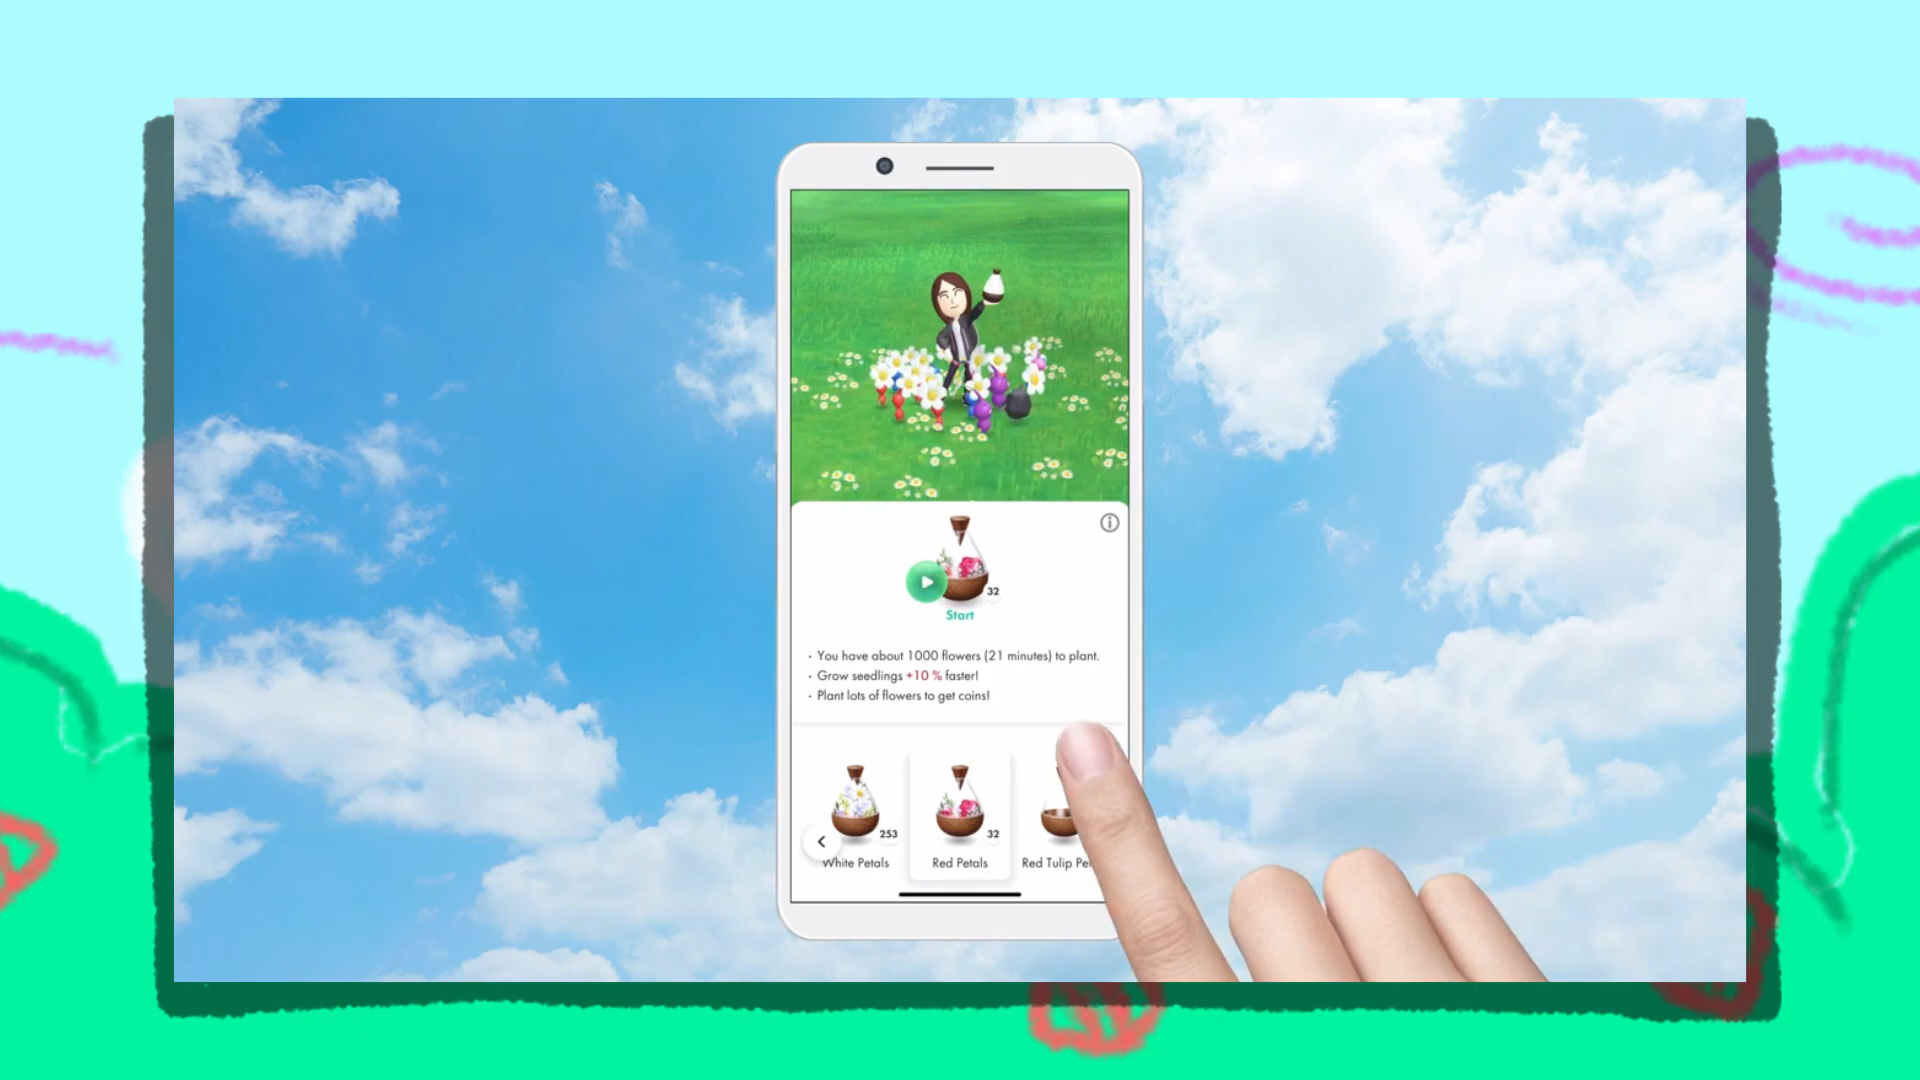 32
Start
· You have about 1000 flowers (21 minutes) to plant.
· Grow seedlings +10 % faster!
· Plant lots of flowers to get coins!
253
32
White Petals
Red Petals
Red Tulip